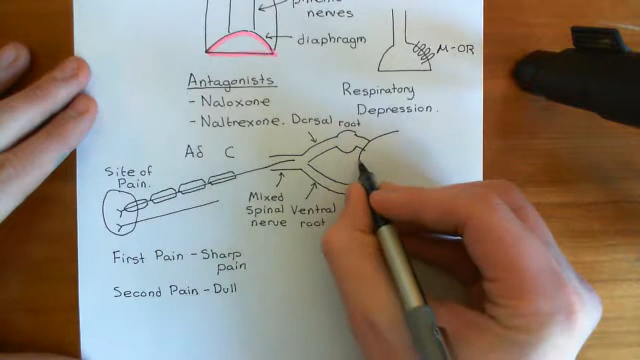 phrenic
nerves
diaphragm
μ-OR
Antagonists
- Naloxone
- Naltrexone.
Respiratory
Depression.
Dorsal root
Aδ C
Site of
Pain.
Mixed
Spinal
nerve
Ventral
root
First Pain - Sharp
pain
Second Pain - Dull